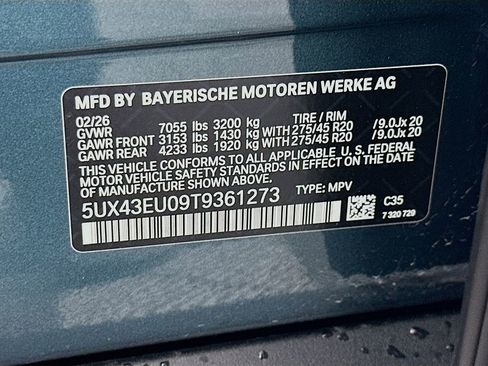 MFD BY BAYERISCHE MOTOREN WERKE AG
02/26 TIRE / RIM
GVWR 7055 lbs 3200 kg
GAWR FRONT 3153 lbs 1430 kg WITH 275/45 R20 /9.0Jx 20
GAWR REAR 4233 lbs 1920 kg WITH 275/45 R20 /9.0Jx 20
THIS VEHICLE CONFORMS TO ALL APPLICABLE U.S. FEDERAL
MOTOR VEHICLE SAFETY STANDARDS IN EFFECT ON THE DATE
OF MANUFACTURE SHOWN ABOVE.
5UX43EU09T9361273 TYPE: MPV
C35
7 320 729